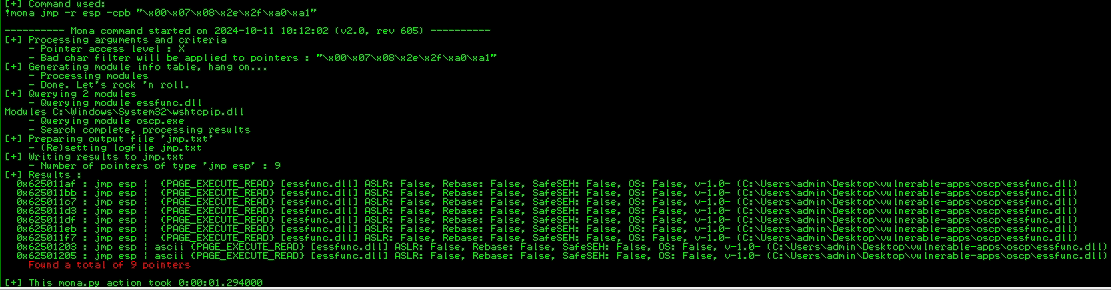 [+] Command used:
!mona jmp -r esp -cpb "\x00\x07\x08\x2e\x2f\xa0\xa1"
---------- Mona command started on 2024-10-11 10:12:02 (v2.0, rev 605) ----------
[+] Processing arguments and criteria
- Pointer access level : X
- Bad char filter will be applied to pointers : "\x00\x07\x08\x2e\x2f\xa0\xa1"
[+] Generating module info table, hang on...
- Processing modules
- Done. Let's rock 'n roll.
[+] Querying 2 modules
- Querying module essfunc.dll
Modules C:\Windows\System32\wshtcpip.dll
- Querying module oscp.exe
- Search complete, processing results
[+] Preparing output file 'jmp.txt'
- (Re)setting logfile jmp.txt
[+] Writing results to jmp.txt
- Number of pointers of type 'jmp esp' : 9
[+] Results :
0x625011af : jmp esp | {PAGE_EXECUTE_READ} [essfunc.dll] ASLR: False, Rebase: False, SafeSEH: False, OS: False, v-1.0- (C:\Users\admin\Desktop\vulnerable-apps\oscp\essfunc.dll)
0x625011bb : jmp esp | {PAGE_EXECUTE_READ} [essfunc.dll] ASLR: False, Rebase: False, SafeSEH: False, OS: False, v-1.0- (C:\Users\admin\Desktop\vulnerable-apps\oscp\essfunc.dll)
0x625011c7 : jmp esp | {PAGE_EXECUTE_READ} [essfunc.dll] ASLR: False, Rebase: False, SafeSEH: False, OS: False, v-1.0- (C:\Users\admin\Desktop\vulnerable-apps\oscp\essfunc.dll)
0x625011d3 : jmp esp | {PAGE_EXECUTE_READ} [essfunc.dll] ASLR: False, Rebase: False, SafeSEH: False, OS: False, v-1.0- (C:\Users\admin\Desktop\vulnerable-apps\oscp\essfunc.dll)
0x625011df : jmp esp | {PAGE_EXECUTE_READ} [essfunc.dll] ASLR: False, Rebase: False, SafeSEH: False, OS: False, v-1.0- (C:\Users\admin\Desktop\vulnerable-apps\oscp\essfunc.dll)
0x625011eb : jmp esp | {PAGE_EXECUTE_READ} [essfunc.dll] ASLR: False, Rebase: False, SafeSEH: False, OS: False, v-1.0- (C:\Users\admin\Desktop\vulnerable-apps\oscp\essfunc.dll)
0x625011f7 : jmp esp | {PAGE_EXECUTE_READ} [essfunc.dll] ASLR: False, Rebase: False, SafeSEH: False, OS: False, v-1.0- (C:\Users\admin\Desktop\vulnerable-apps\oscp\essfunc.dll)
0x62501203 : jmp esp | ascii {PAGE_EXECUTE_READ} [essfunc.dll] ASLR: False, Rebase: False, SafeSEH: False, OS: False, v-1.0- (C:\Users\admin\Desktop\vulnerable-apps\oscp\essfunc.dll)
0x62501205 : jmp esp | ascii {PAGE_EXECUTE_READ} [essfunc.dll] ASLR: False, Rebase: False, SafeSEH: False, OS: False, v-1.0- (C:\Users\admin\Desktop\vulnerable-apps\oscp\essfunc.dll)
Found a total of 9 pointers
[+] This mona.py action took 0:00:01.294000